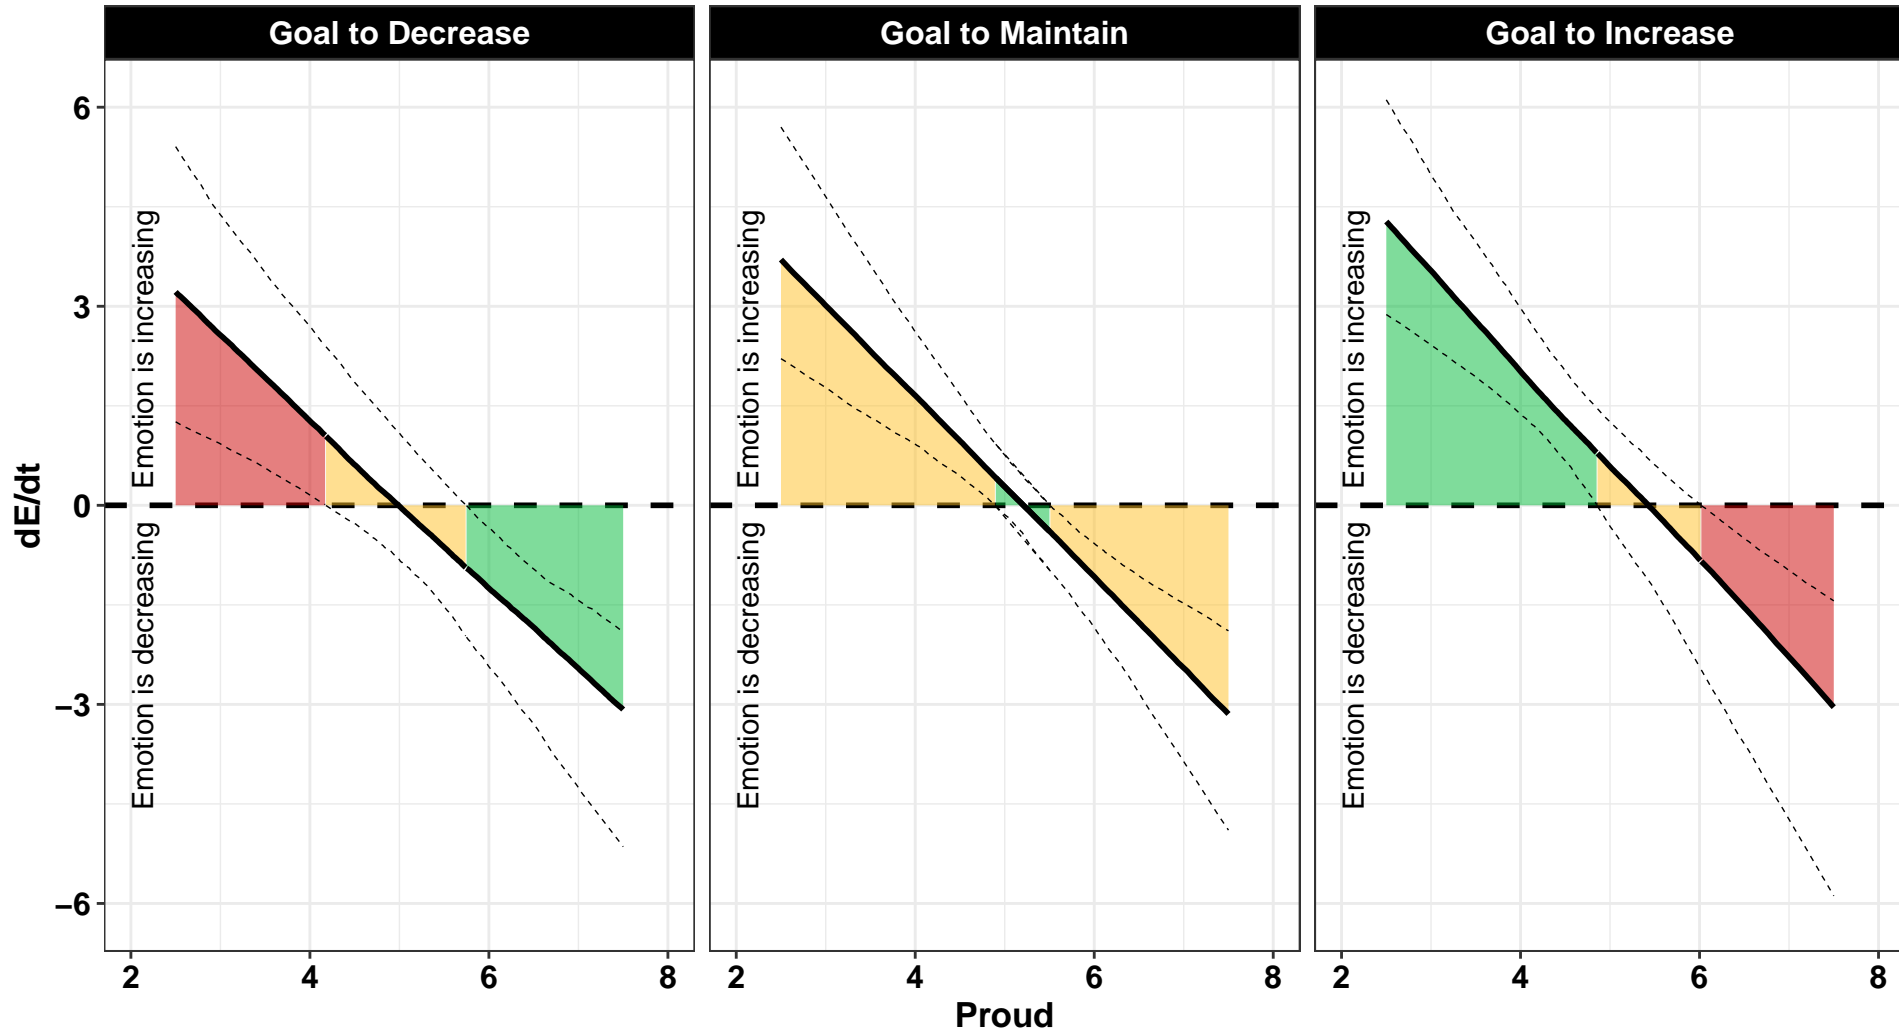 Goal to Decrease
Goal to Maintain
Goal to Increase
dE/dt
6
3
0
−3
−6
Emotion is increasing
Emotion is decreasing
Emotion is increasing
Emotion is decreasing
Emotion is increasing
Emotion is decreasing
2 4 6 8
2 4 6 8
2 4 6 8
Proud